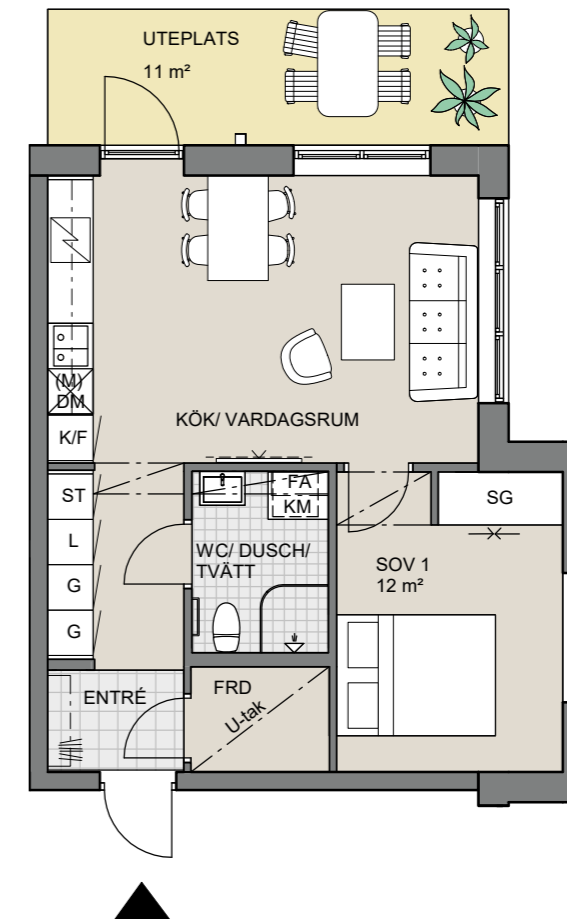 UTEPLATS
11 m²
(M)
DM
K/F
KÖK/ VARDAGSRUM
ST
L
G
G
FA
KM
WC/ DUSCH/
TVÄTT
SG
SOV 1
12 m²
ENTRÉ
FRD
U-tak